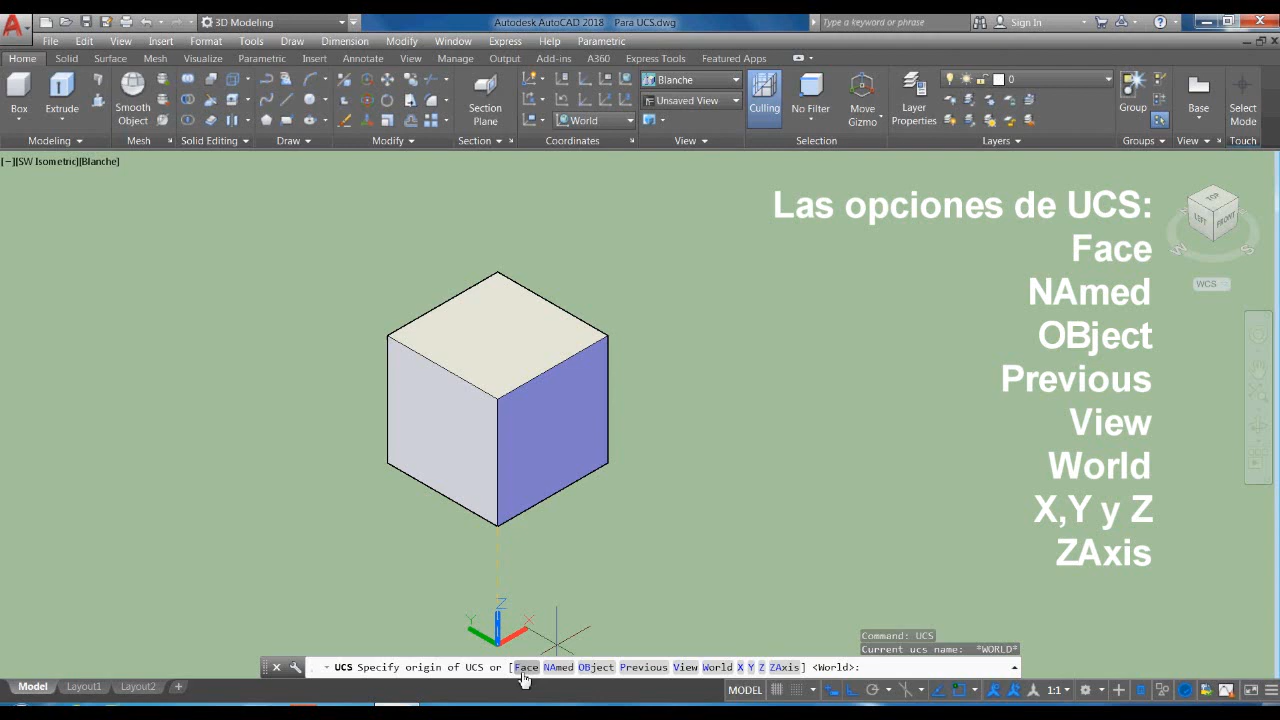 3D Modeling
Autodesk AutoCAD 2018 Para UCS.dwg
Type a keyword or phrase
Sign In
File Edit View Insert Format Tools Draw Dimension Modify Window Express Help Parametric
Home Solid Surface Mesh Visualize Parametric Insert Annotate View Manage Output Add-ins A360 Express Tools Featured Apps
Box
Extrude
Smooth
Object
Section
Plane
Blanche
Unsaved View
World
Culling
No Filter
Move
Gizmo
Layer
Properties
0
Group
Base
Select
Mode
Modeling
Mesh
Solid Editing
Draw
Modify
Section
Coordinates
View
Selection
Layers
Groups
View
Touch
[−][SW Isometric][Blanche]
Las opciones de UCS:
Face
NAmed
OBject
Previous
View
World
X,Y y Z
ZAxis
TOP
LEFT
FRONT
W
S
WCS
Z
Y
X
Command: UCS
Current ucs name: *WORLD*
UCS Specify origin of UCS or [Face NAmed OBject Previous View World X Y Z ZAxis] <World>:
Model Layout1 Layout2 +
MODEL
1:1